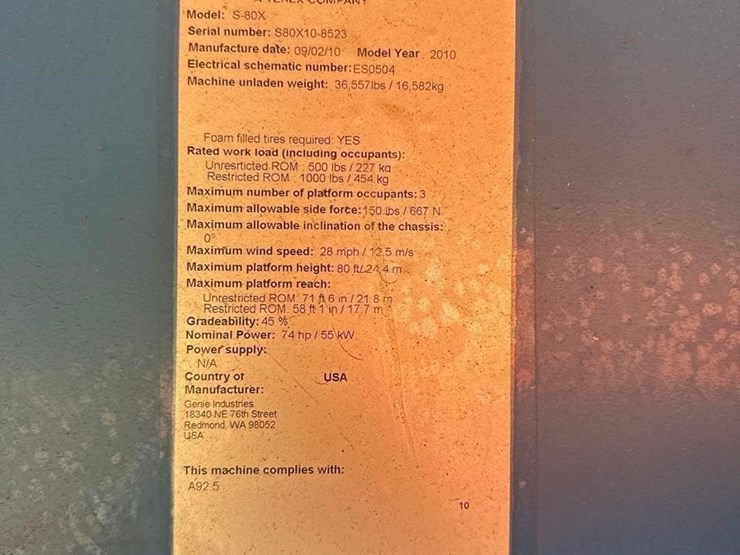 A TEREX COMPANY
Model: S-80X
Serial number: S80X10-8523
Manufacture date: 09/02/10 Model Year 2010
Electrical schematic number: ES0504
Machine unladen weight: 36,557lbs / 16,582kg
Foam filled tires required: YES
Rated work load (including occupants):
Unresrticted ROM : 500 lbs / 227 kg
Restricted ROM : 1000 lbs / 454 kg
Maximum number of platform occupants: 3
Maximum allowable side force: 150 lbs / 667 N
Maximum allowable inclination of the chassis:
0°
Maximum wind speed: 28 mph / 12.5 m/s
Maximum platform height: 80 ft/ 24.4 m
Maximum platform reach:
Unrestricted ROM: 71 ft 6 in / 21.8 m
Restricted ROM: 58 ft 1 in / 17.7 m
Gradeability: 45 %
Nominal Power: 74 hp / 55 kW
Power supply:
N/A
Country of USA
Manufacturer:
Genie Industries
18340 NE 76th Street
Redmond, WA 98052
USA
This machine complies with:
A92.5
10